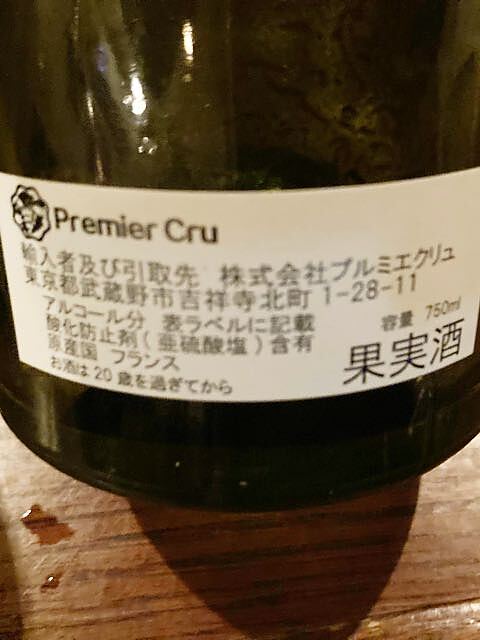 Premier Cru
輸入者及び引取先 株式会社プルミエクリュ
東京都武蔵野市吉祥寺北町 1-28-11
アルコール分 表ラベルに記載 容量 750ml
酸化防止剤(亜硫酸塩)含有
原産国 フランス
お酒は20歳を過ぎてから
果実酒